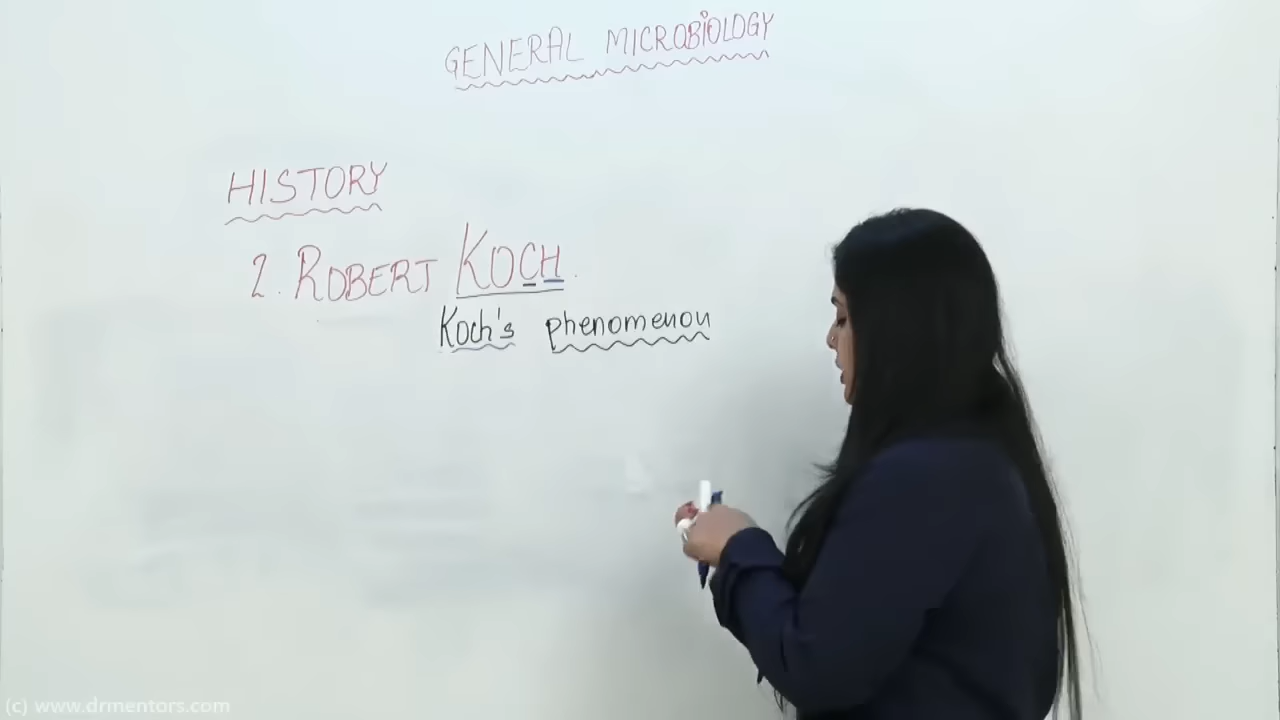 GENERAL MICROBIOLOGY
HISTORY
2. ROBERT KOCH.
Koch's phenomenon
(c) www.drmentors.com